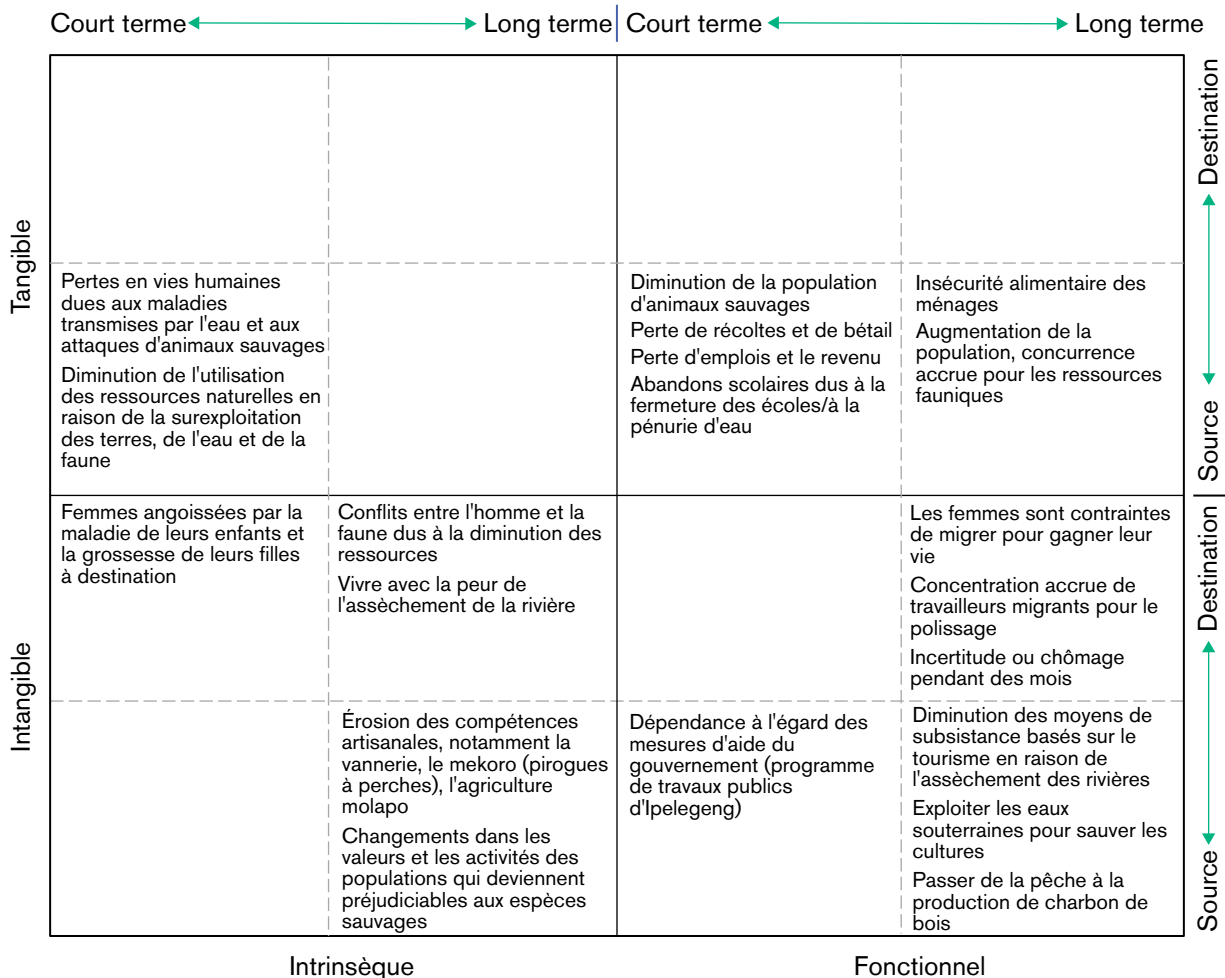 Court terme
Long terme
Court terme
Long terme
Destination
Source
Tangible
Pertes en vies humaines
dues aux maladies
transmises par l'eau et aux
attaques d'animaux sauvages
Diminution de l'utilisation
des ressources naturelles en
raison de la surexploitation
des terres, de l'eau et de la
faune
Diminution de la population
d'animaux sauvages
Perte de récoltes et de bétail
Perte d'emplois et le revenu
Abandons scolaires dus à la
fermeture des écoles/à la
pénurie d'eau
Insécurité alimentaire des
ménages
Augmentation de la
population, concurrence
accrue pour les ressources
fauniques
Destination
Source
Intangible
Femmes angoissées par la
maladie de leurs enfants et
la grossesse de leurs filles
à destination
Conflits entre l'homme et la
faune dus à la diminution des
ressources
Vivre avec la peur de
l'assèchement de la rivière
Les femmes sont contraintes
de migrer pour gagner leur
vie
Concentration accrue de
travailleurs migrants pour le
polissage
Incertitude ou chômage
pendant des mois
Érosion des compétences
artisanales, notamment la
vannerie, le mekoro (pirogues
à perches), l'agriculture
molapo
Changements dans les
valeurs et les activités des
populations qui deviennent
préjudiciables aux espèces
sauvages
Dépendance à l'égard des
mesures d'aide du
gouvernement (programme
de travaux publics
d'Ipelegeng)
Diminution des moyens de
subsistance basés sur le
tourisme en raison de
l'assèchement des rivières
Exploiter les eaux
souterraines pour sauver les
cultures
Passer de la pêche à la
production de charbon de
bois
Intrinsèque
Fonctionnel